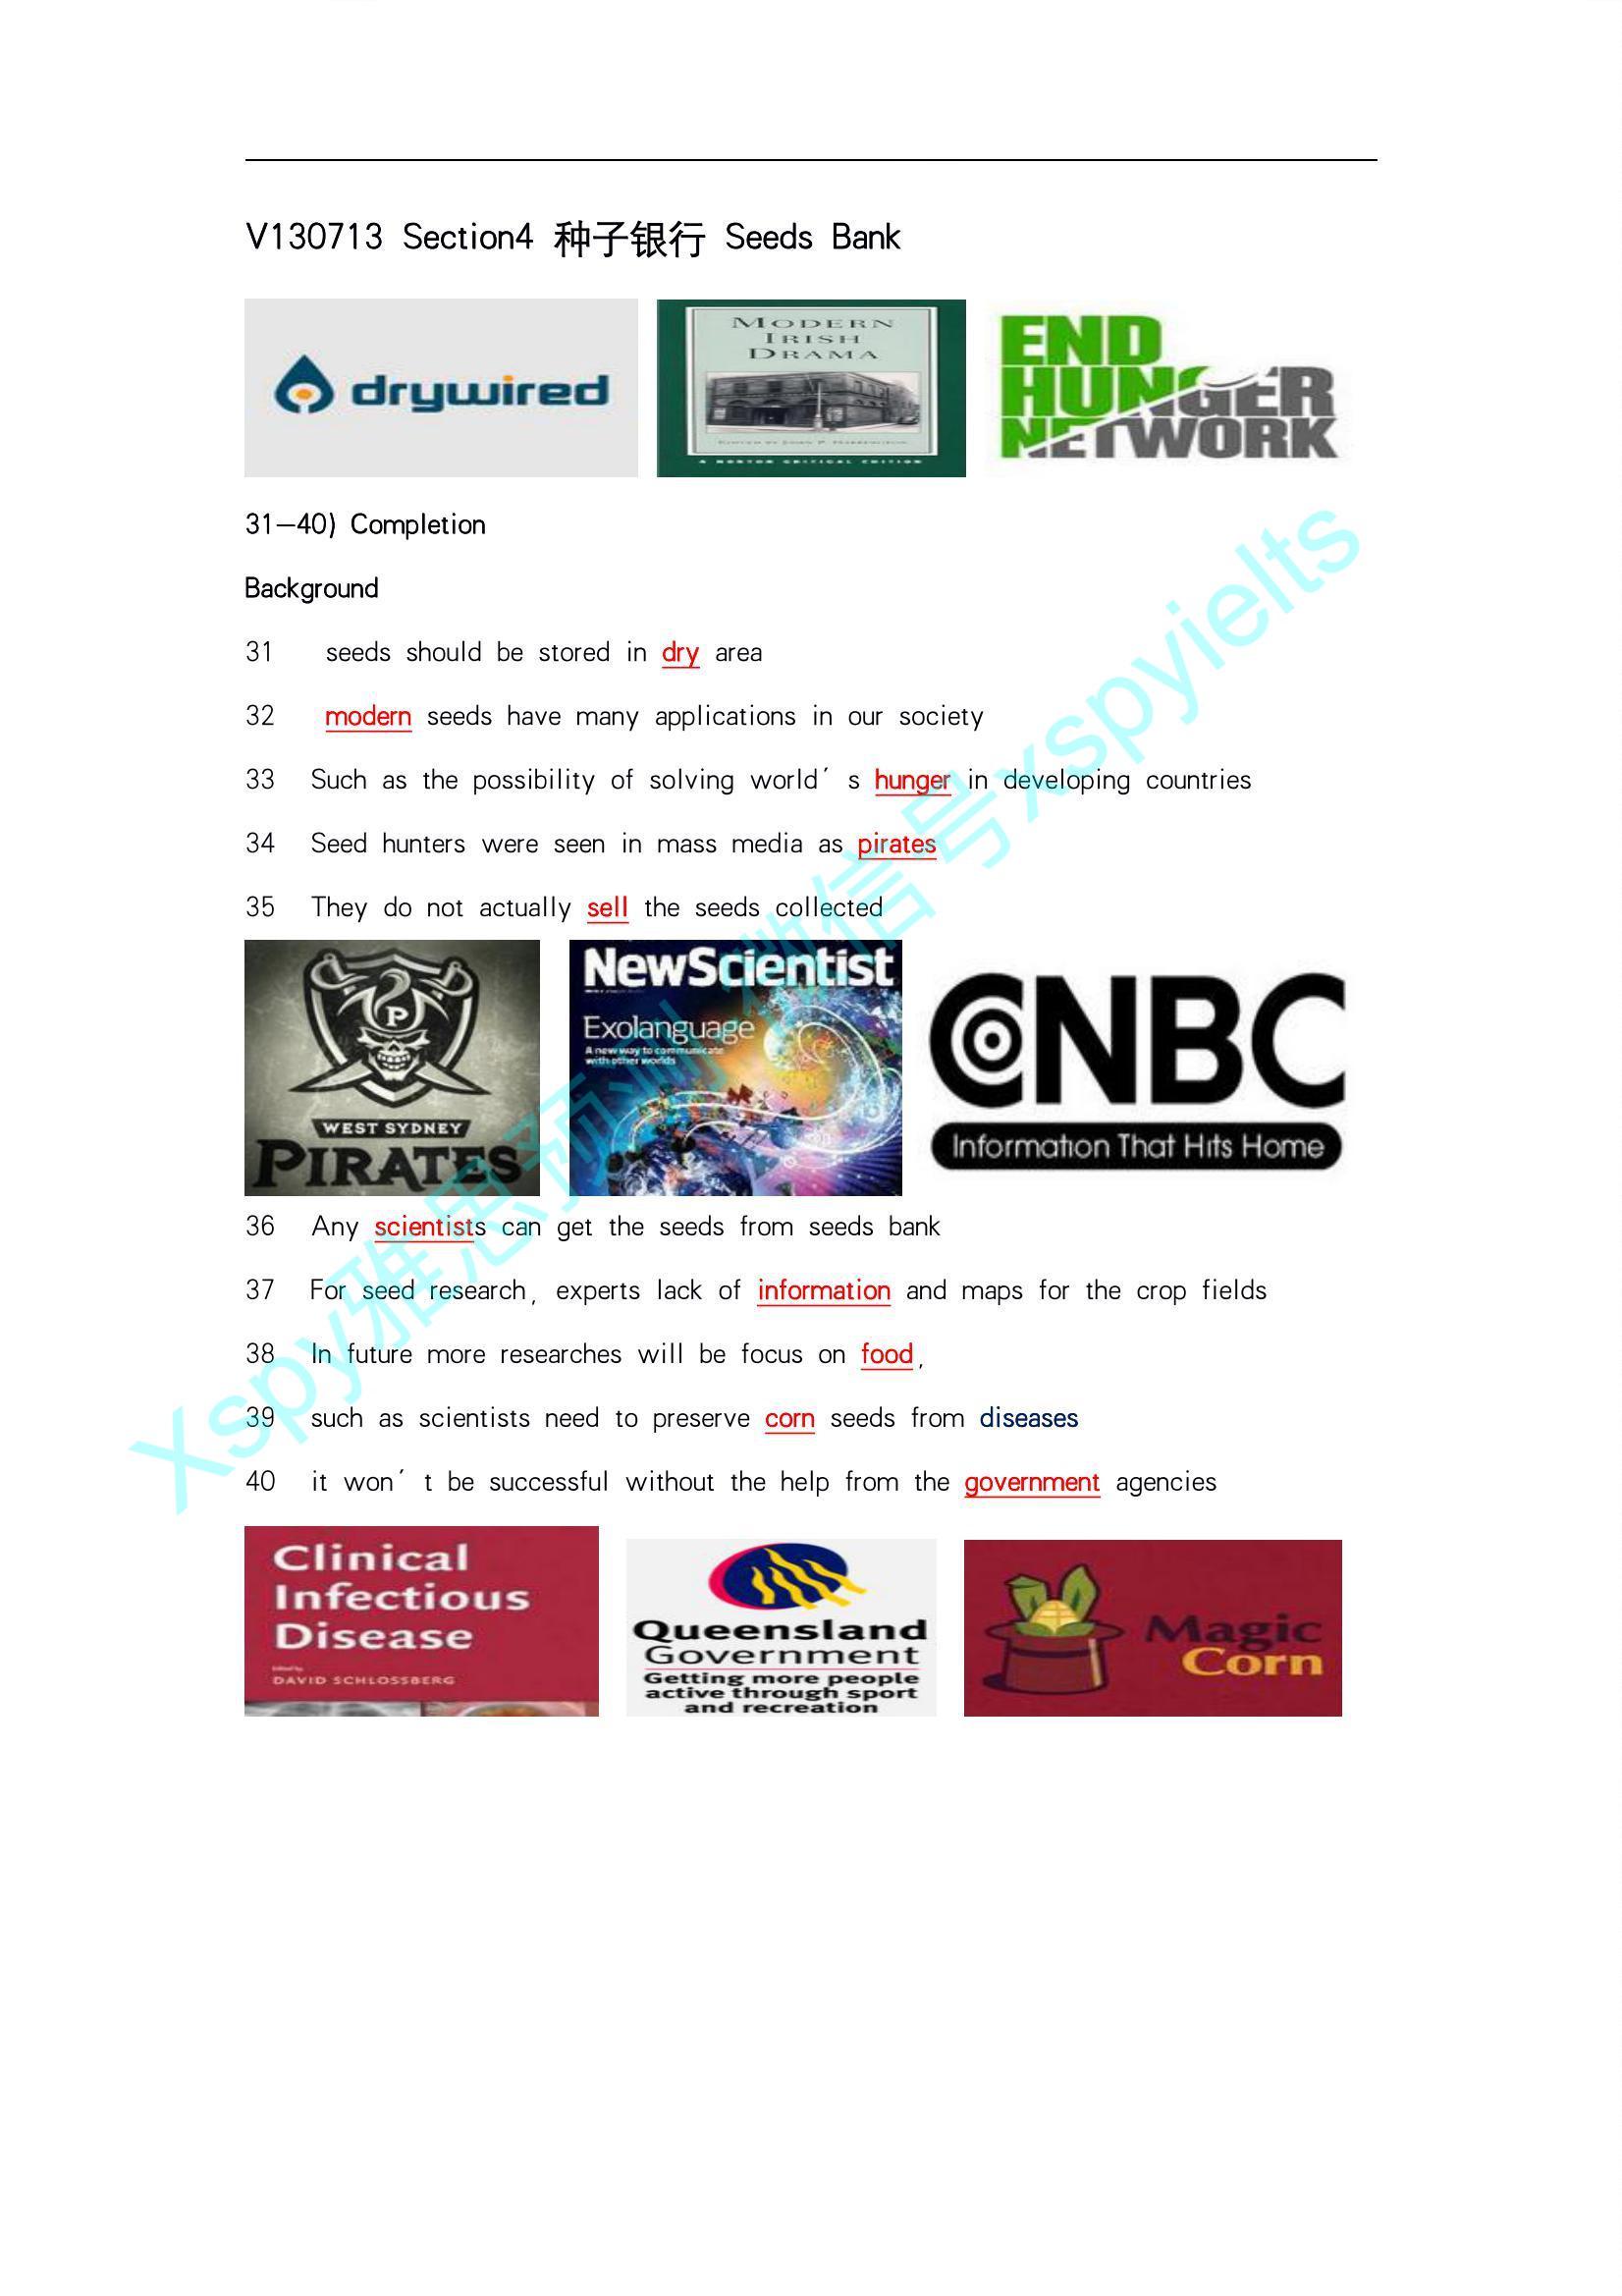 V130713 Section4 种子银行 Seeds Bank
drywired
MODERN
IRISH
DRAMA
A NORTON CRITICAL EDITION
END
HUNGER
NETWORK
31—40) Completion
Background
31 seeds should be stored in dry area
32 modern seeds have many applications in our society
33 Such as the possibility of solving world's hunger in developing countries
34 Seed hunters were seen in mass media as pirates
35 They do not actually sell the seeds collected
P
WEST SYDNEY
PIRATES
NewScientist
Exolanguage
A new way to communicate
with other worlds
CNBC
Information That Hits Home
36 Any scientists can get the seeds from seeds bank
37 For seed research, experts lack of information and maps for the crop fields
38 In future more researches will be focus on food,
39 such as scientists need to preserve corn seeds from diseases
40 it won't be successful without the help from the government agencies
Clinical
Infectious
Disease
Edited by
DAVID SCHLOSSBERG
Queensland
Government
Getting more people
active through sport
and recreation
Magic
Corn
Xspy雅思预测 微信号xspyielts